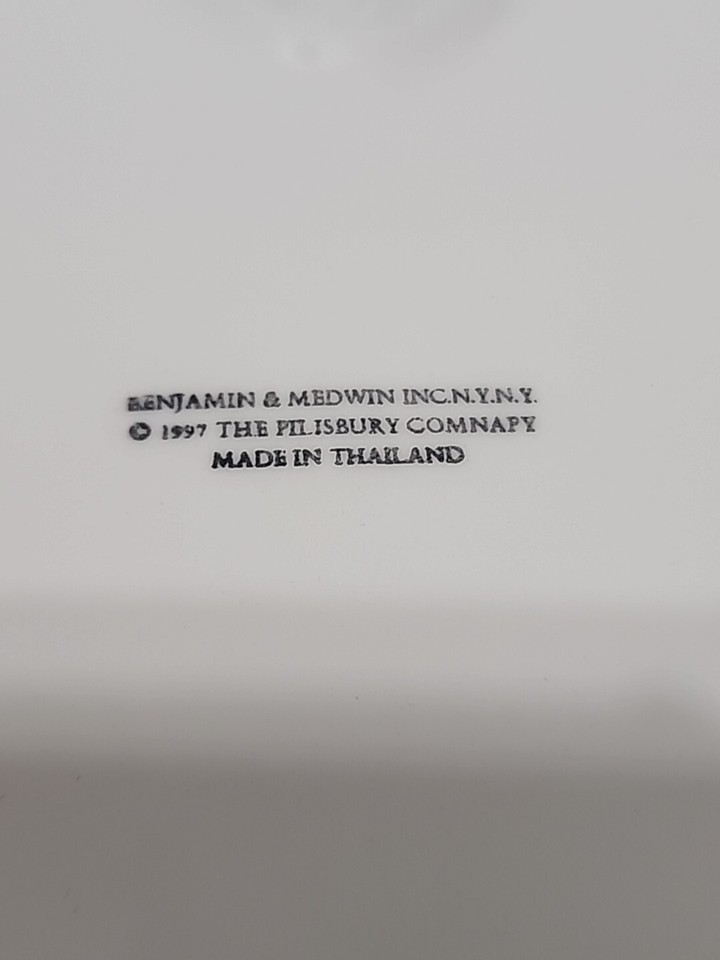 BENJAMIN & MEDWIN INC.N.Y.N.Y.
© 1997 THE PILISBURY COMNAPY
MADE IN THAILAND